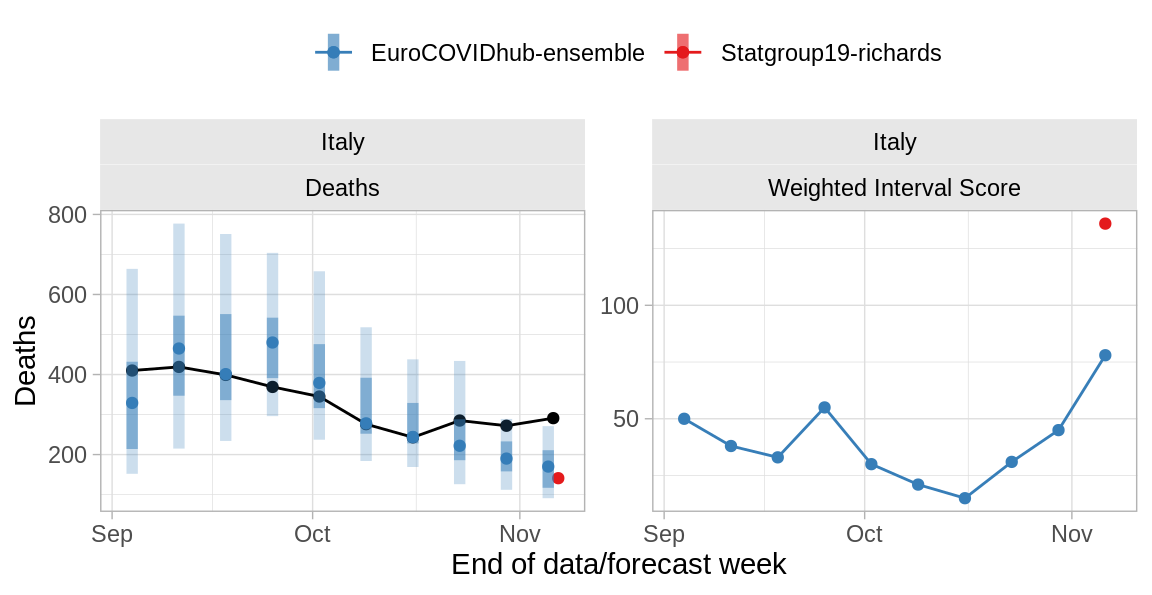 EuroCOVIDhub-ensemble Statgroup19-richards
Italy
Deaths
800
600
400
200
Deaths
Sep Oct Nov
Italy
Weighted Interval Score
100
50
Sep Oct Nov
End of data/forecast week